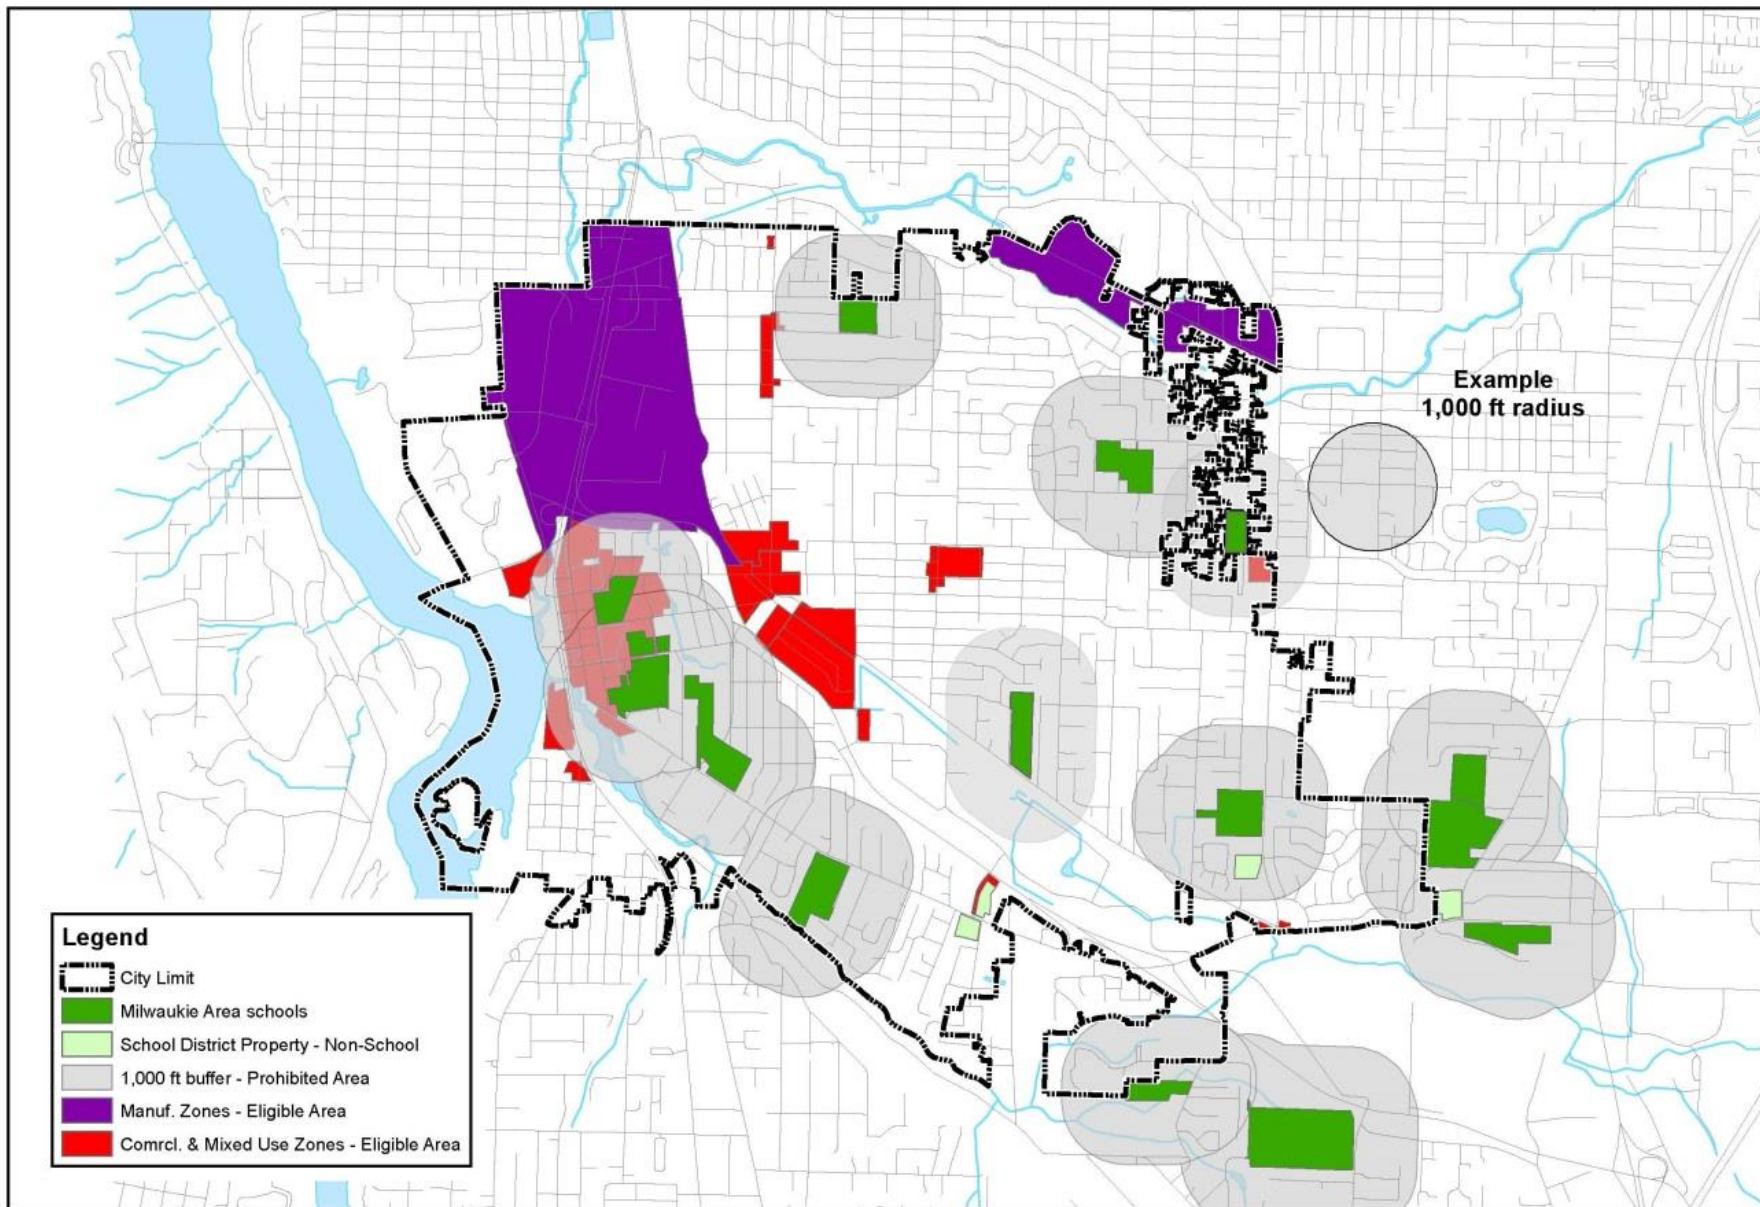 Example
1,000 ft radius
Legend
City Limit
Milwaukie Area schools
School District Property - Non-School
1,000 ft buffer - Prohibited Area
Manuf. Zones - Eligible Area
Comrcl. & Mixed Use Zones - Eligible Area